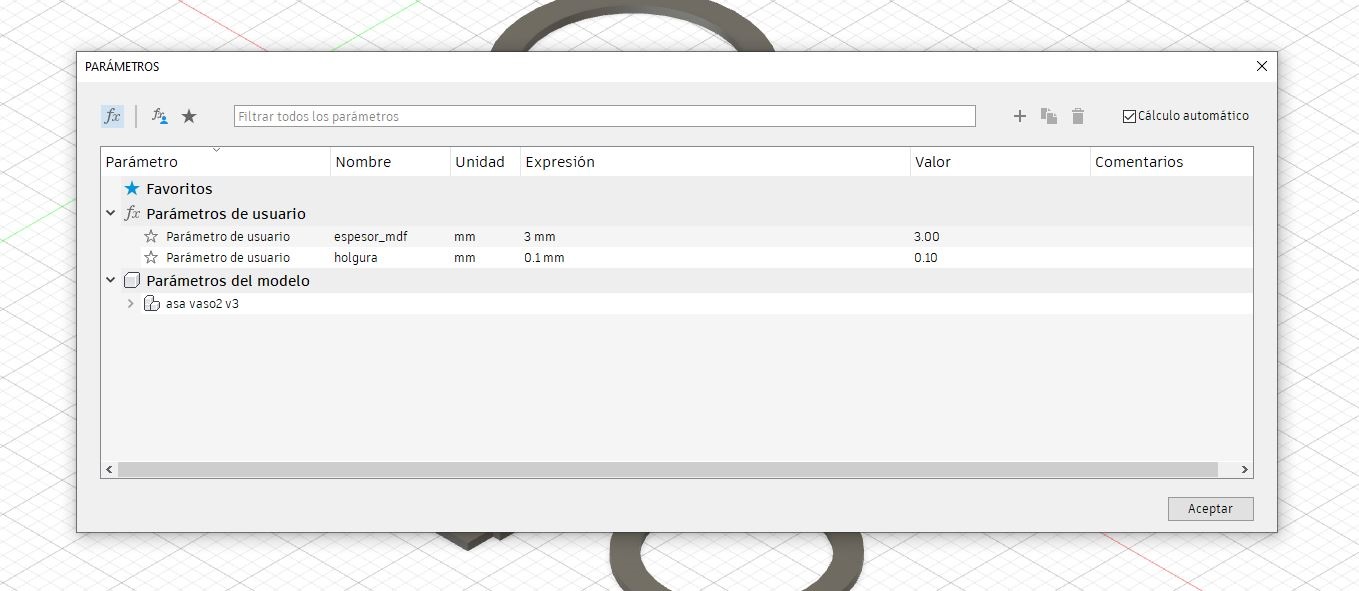 PARÁMETROS
fx fx Filtrar todos los parámetros Cálculo automático
Parámetro Nombre Unidad Expresión Valor Comentarios
Favoritos
fx Parámetros de usuario
Parámetro de usuario espesor_mdf mm 3 mm 3.00
Parámetro de usuario holgura mm 0.1 mm 0.10
Parámetros del modelo
asa vaso2 v3
Aceptar